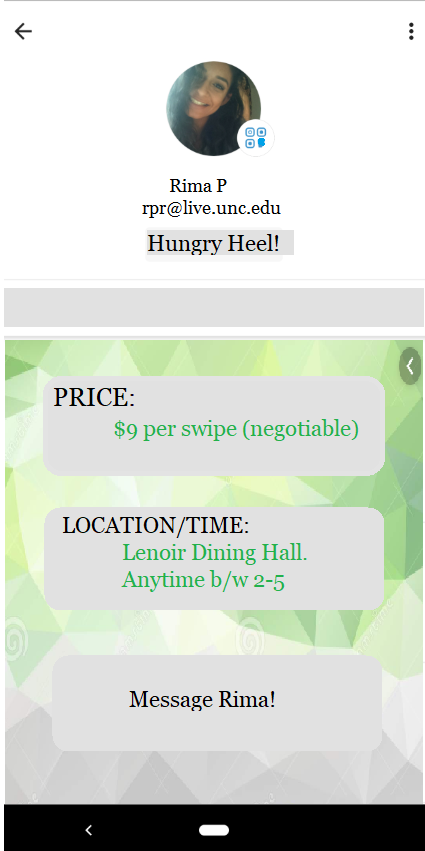 Rima P
rpr@live.unc.edu
Hungry Heel!
PRICE:
$9 per swipe (negotiable)
LOCATION/TIME:
Lenoir Dining Hall.
Anytime b/w 2-5
Message Rima!